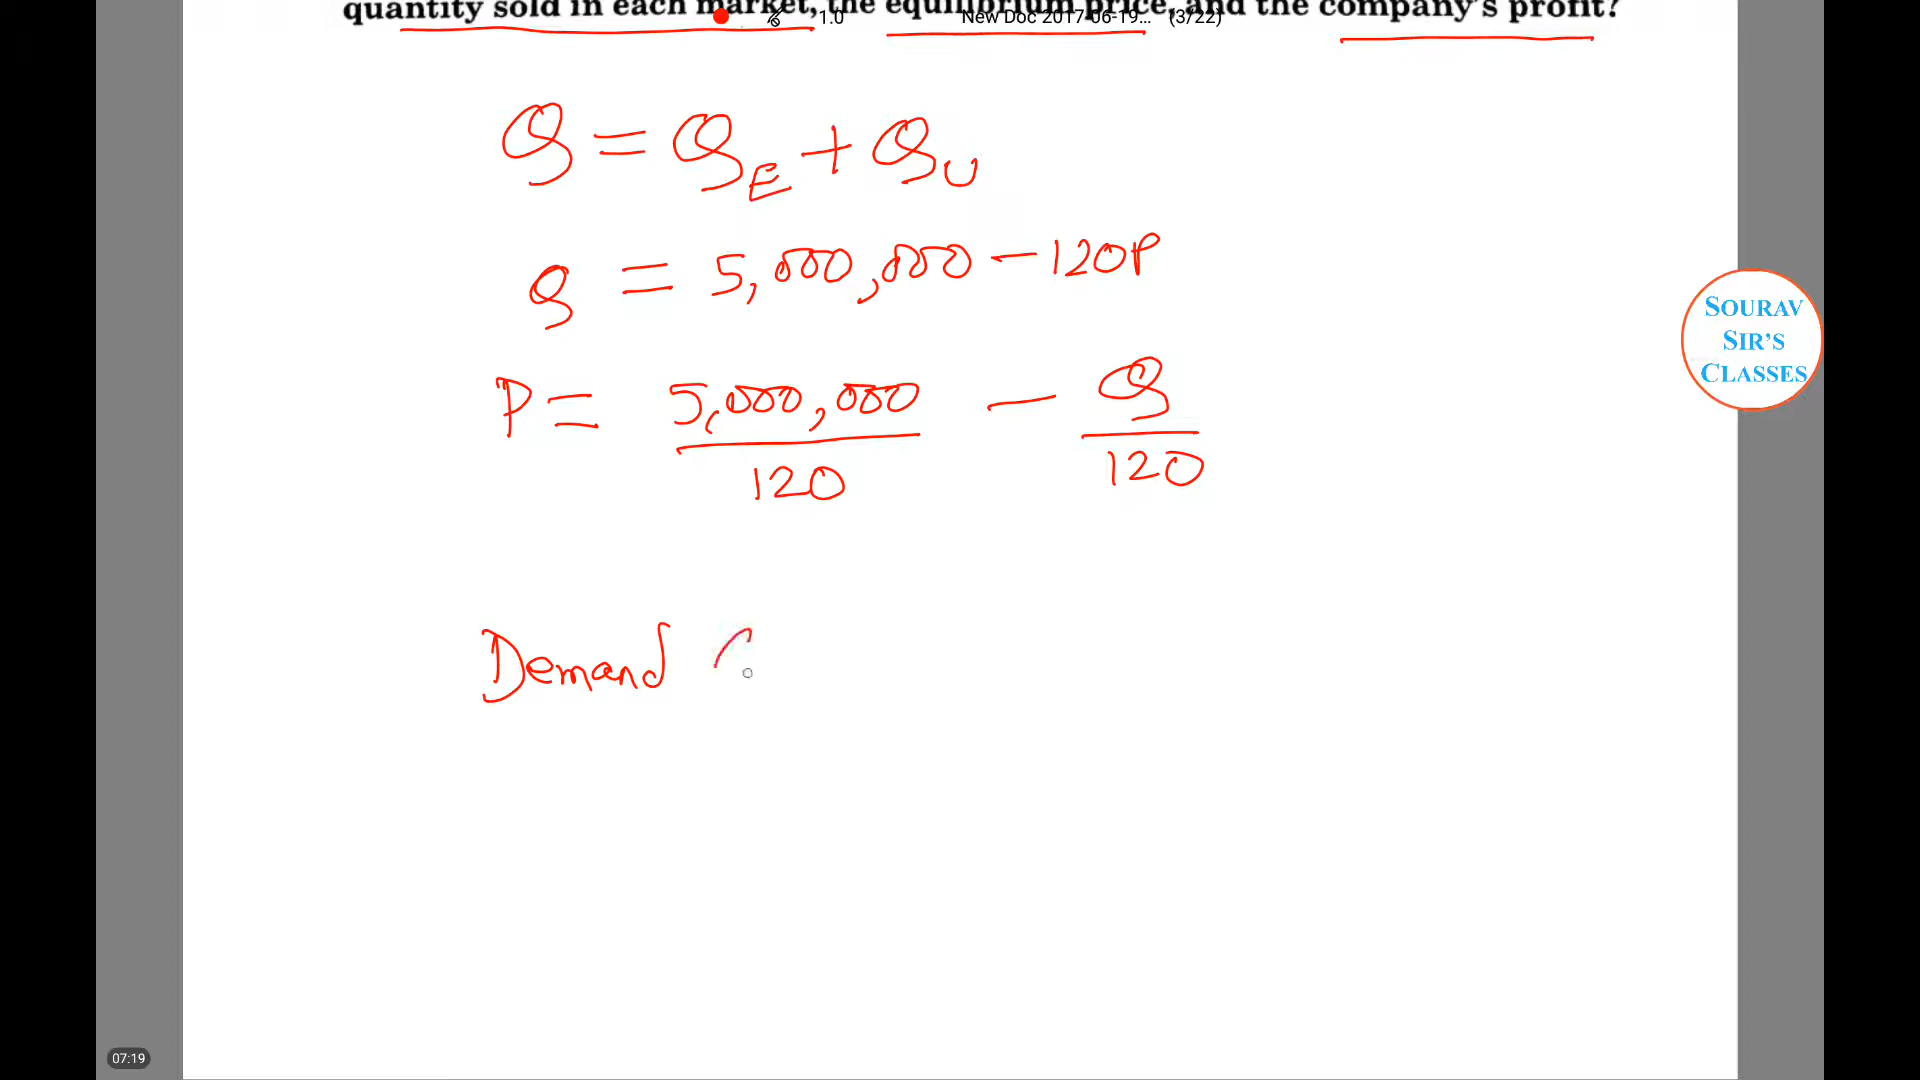 quantity sold in each market, the equilibrium price, and the company's profit?
1.0 New Doc 2017-06-19... (3/22)
Q = Q_E + Q_U
Q = 5,000,000 - 120P
P = 5,000,000/120 - Q/120
Demand
SOURAV
SIR'S
CLASSES
07:19